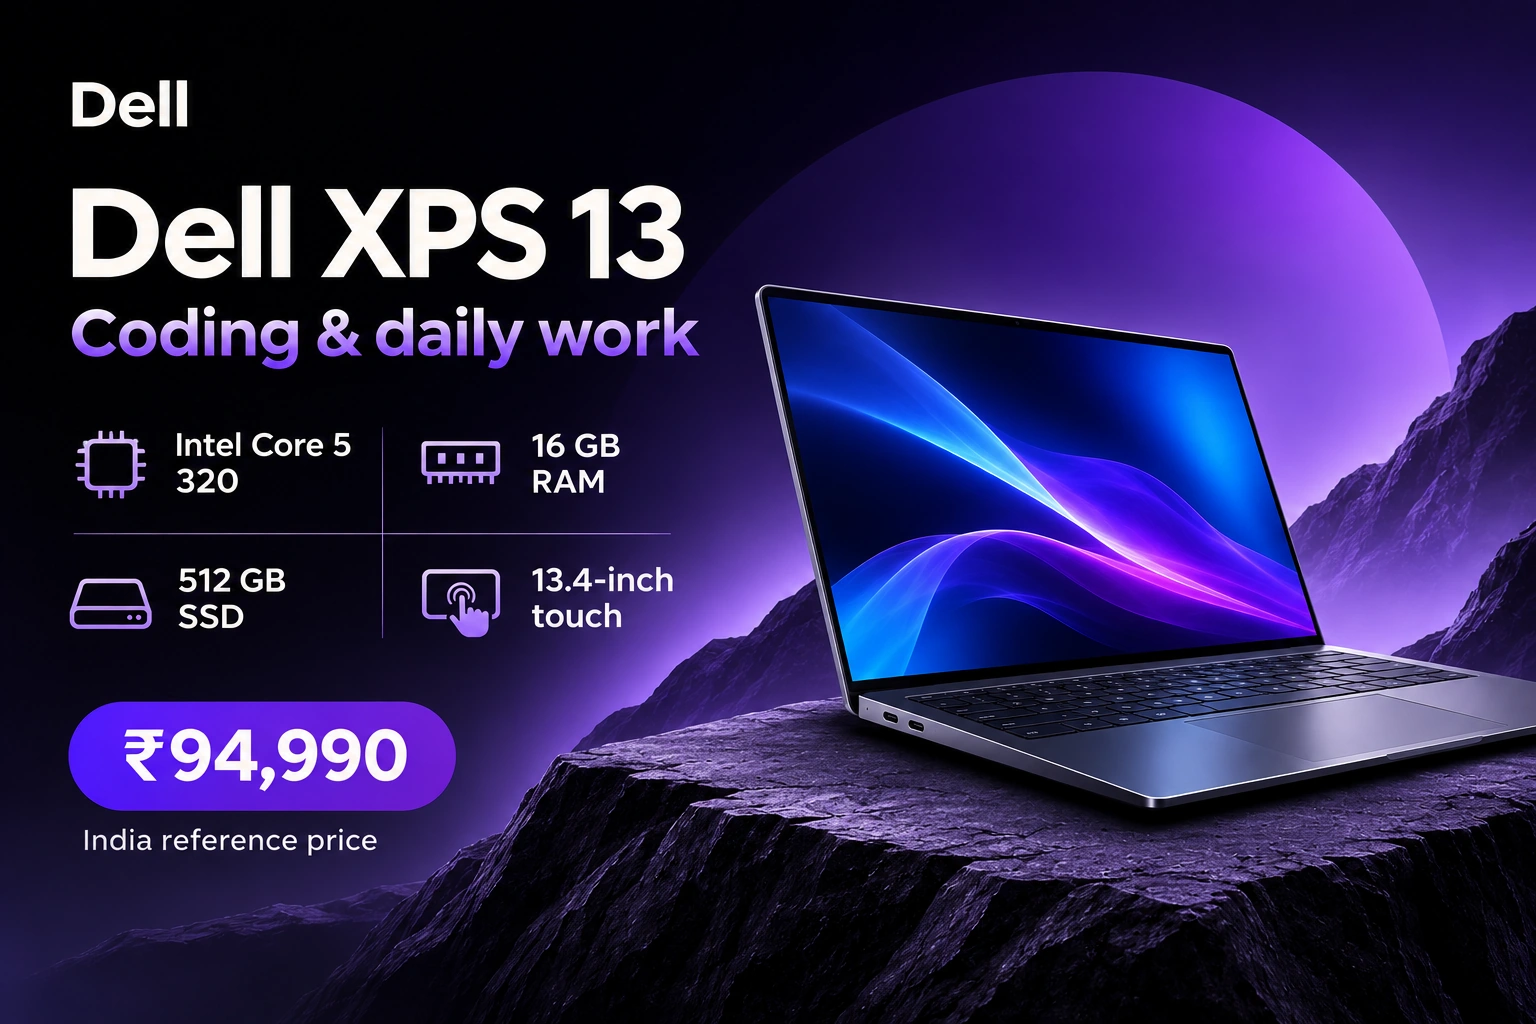 Dell
Dell XPS 13
Coding & daily work
Intel Core 5
320
16 GB
RAM
512 GB
SSD
13.4-inch
touch
₹94,990
India reference price